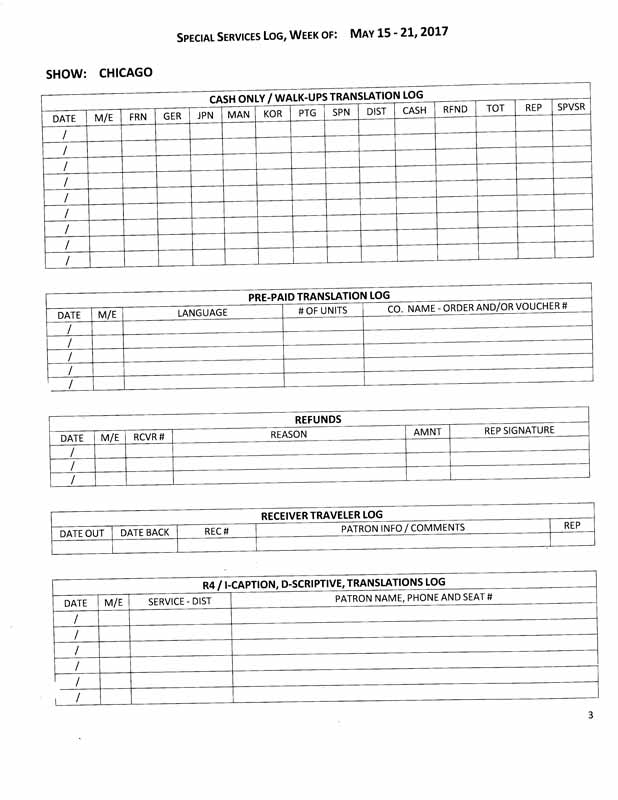 SPECIAL SERVICES LOG, WEEK OF: MAY 15 - 21, 2017
SHOW: CHICAGO
CASH ONLY / WALK-UPS TRANSLATION LOG
DATE M/E FRN GER JPN MAN KOR PTG SPN DIST CASH RFND TOT REP SPVSR
/
/
/
/
/
/
/
/
/
PRE-PAID TRANSLATION LOG
DATE M/E LANGUAGE # OF UNITS CO. NAME - ORDER AND/OR VOUCHER #
/
/
/
/
/
REFUNDS
DATE M/E RCVR # REASON AMNT REP SIGNATURE
/
/
/
RECEIVER TRAVELER LOG
DATE OUT DATE BACK REC # PATRON INFO / COMMENTS REP
R4 / I-CAPTION, D-SCRIPTIVE, TRANSLATIONS LOG
DATE M/E SERVICE - DIST PATRON NAME, PHONE AND SEAT #
/
/
/
/
/
/
3